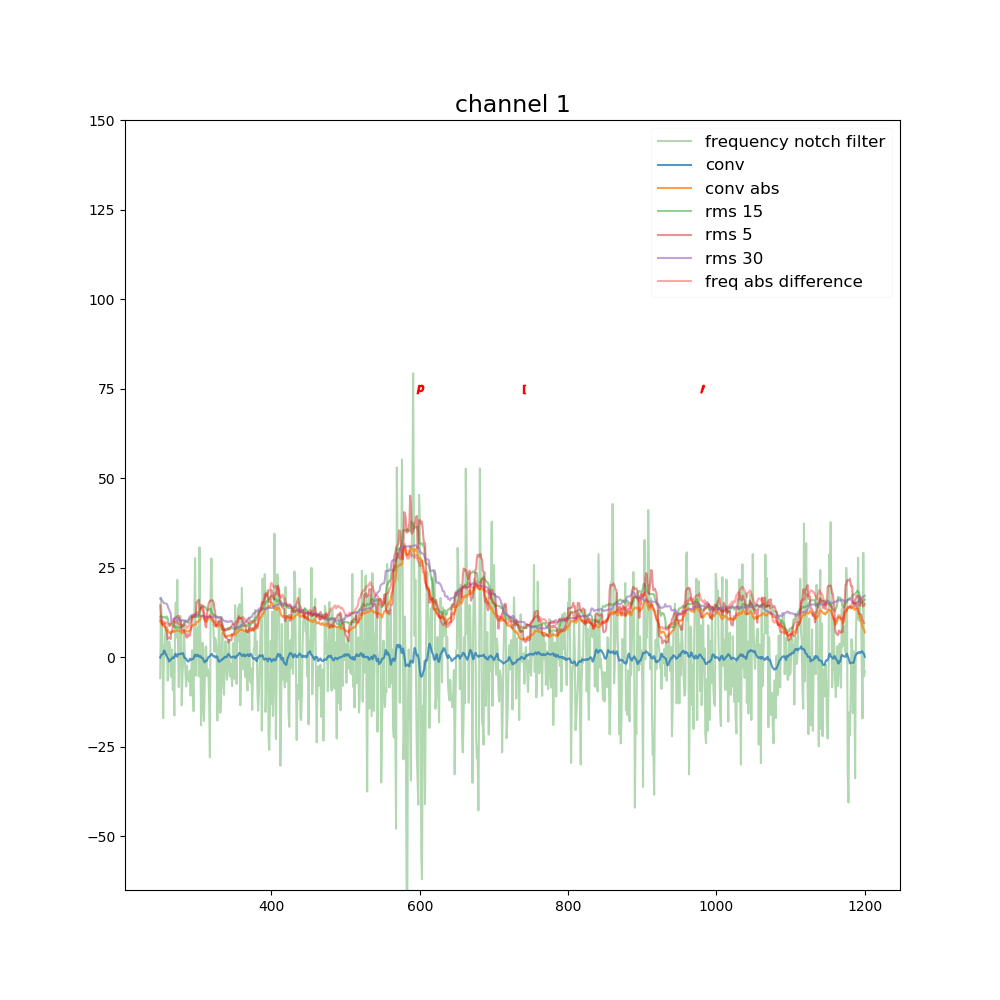 channel 1
150
125
100
75
50
25
0
−25
−50
400 600 800 1000 1200
frequency notch filter
conv
conv abs
rms 15
rms 5
rms 30
freq abs difference
p [ /